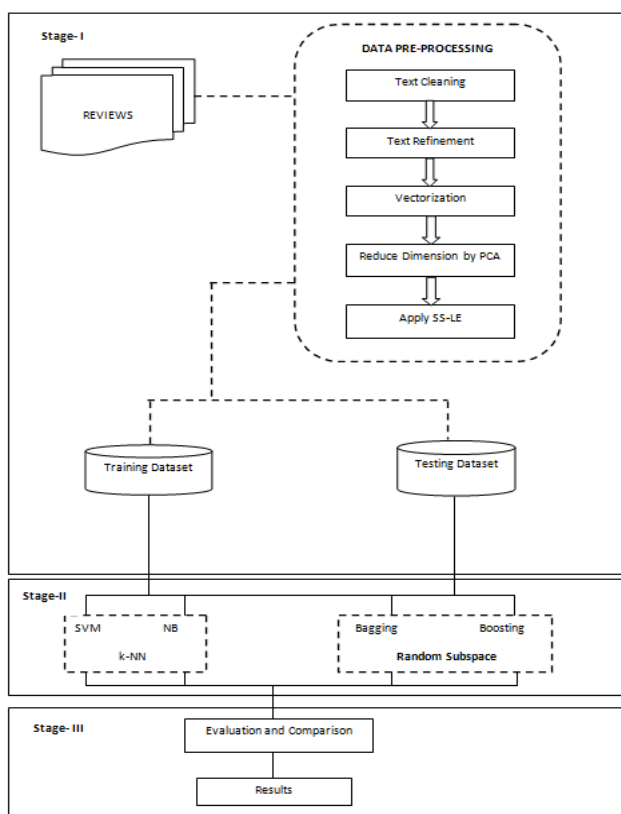 Stage- I
DATA PRE-PROCESSING
REVIEWS
Text Cleaning
Text Refinement
Vectorization
Reduce Dimension by PCA
Apply SS-LE
Training Dataset
Testing Dataset
Stage-II
SVM
NB
k-NN
Bagging
Boosting
Random Subspace
Stage- III
Evaluation and Comparison
Results